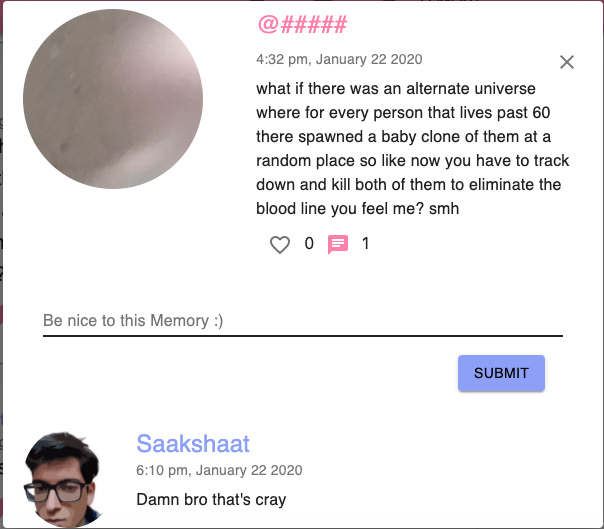 @#####
4:32 pm, January 22 2020
what if there was an alternate universe
where for every person that lives past 60
there spawned a baby clone of them at a
random place so like now you have to track
down and kill both of them to eliminate the
blood line you feel me? smh
0 1
Be nice to this Memory :)
SUBMIT
Saakshaat
6:10 pm, January 22 2020
Damn bro that's cray